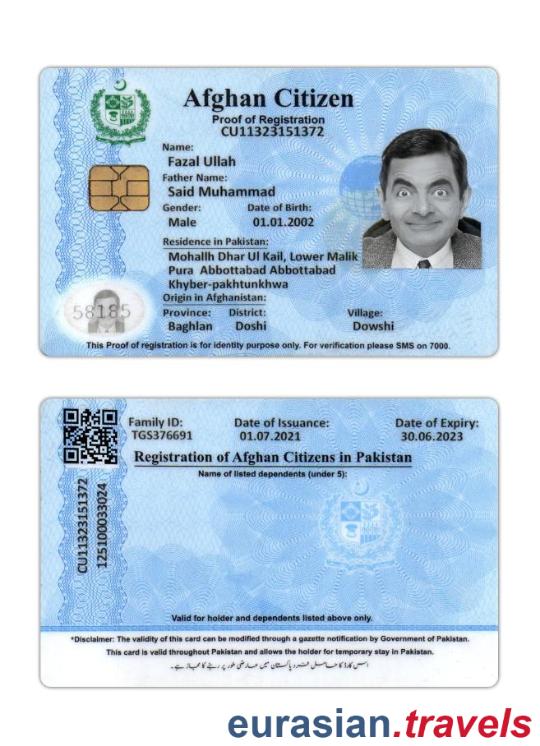 Afghan Citizen
Proof of Registration
CU11323151372
Name:
Fazal Ullah
Father Name:
Said Muhammad
Gender: Date of Birth:
Male 01.01.2002
Residence in Pakistan:
Mohallh Dhar Ul Kail, Lower Malik
Pura Abbottabad Abbottabad
Khyber-pakhtunkhwa
Origin in Afghanistan:
Province: District: Village:
Baghlan Doshi Dowshi
58185
This Proof of registration is for identity purpose only. For verification please SMS on 7000.
Family ID: Date of Issuance: Date of Expiry:
TGS376691 01.07.2021 30.06.2023
Registration of Afghan Citizens in Pakistan
Name of listed dependents (under 5):
CU11323151372
125100033024
Valid for holder and dependents listed above only.
*Disclaimer: The validity of this card can be modified through a gazette notification by Government of Pakistan.
This card is valid throughout Pakistan and allows the holder for temporary stay in Pakistan.
اس کارڈ کا حامل فرد پاکستان میں عارضی طور پر رہنے کا مجاز ہے۔
eurasian.travels